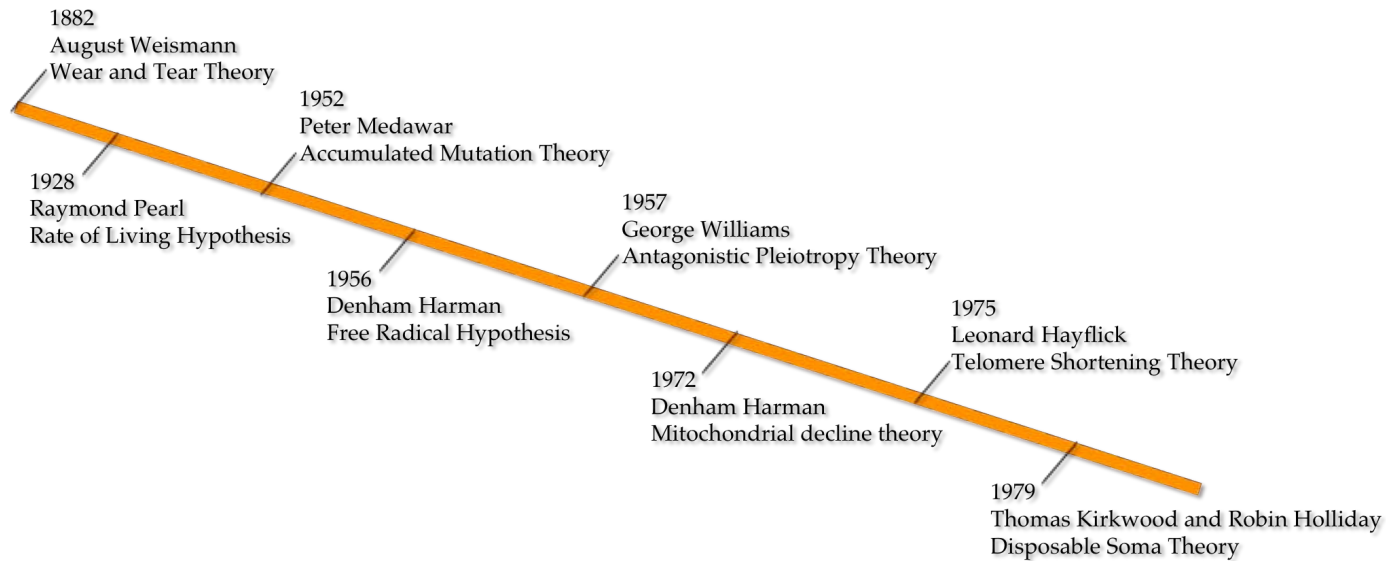 1882
August Weismann
Wear and Tear Theory
1928
Raymond Pearl
Rate of Living Hypothesis
1952
Peter Medawar
Accumulated Mutation Theory
1956
Denham Harman
Free Radical Hypothesis
1957
George Williams
Antagonistic Pleiotropy Theory
1972
Denham Harman
Mitochondrial decline theory
1975
Leonard Hayflick
Telomere Shortening Theory
1979
Thomas Kirkwood and Robin Holliday
Disposable Soma Theory